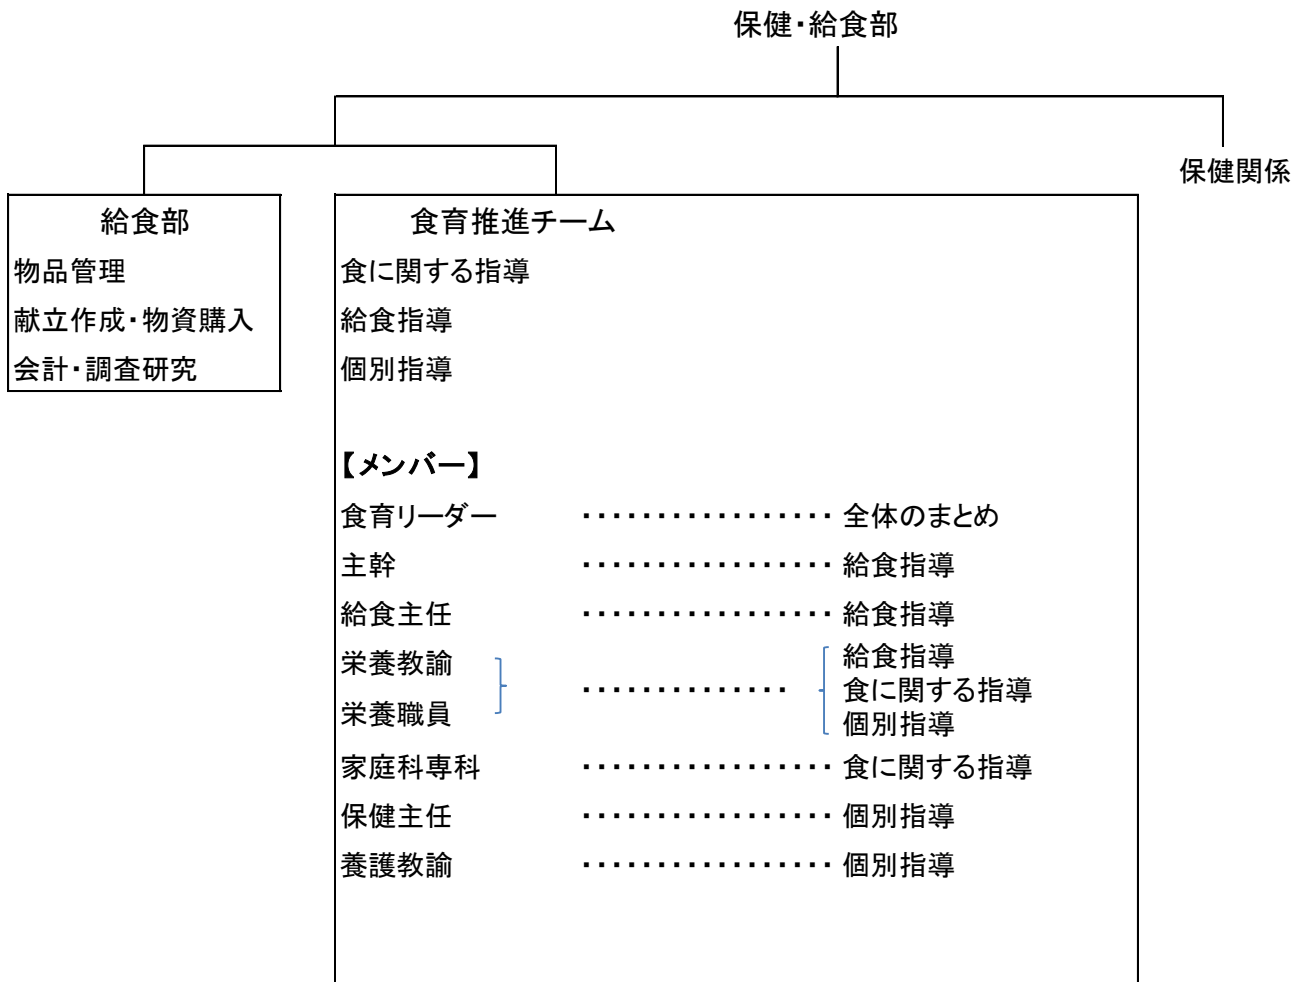 保健・給食部
保健関係
給食部
物品管理
献立作成・物資購入
会計・調査研究
食育推進チーム
食に関する指導
給食指導
個別指導
【メンバー】
食育リーダー ・・・・・・・・・・・・・・・・・ 全体のまとめ
主幹 ・・・・・・・・・・・・・・・・・ 給食指導
給食主任 ・・・・・・・・・・・・・・・・・ 給食指導
栄養教諭
栄養職員
・・・・・・・・・・・・・・
給食指導
食に関する指導
個別指導
家庭科専科 ・・・・・・・・・・・・・・・・・ 食に関する指導
保健主任 ・・・・・・・・・・・・・・・・・ 個別指導
養護教諭 ・・・・・・・・・・・・・・・・・ 個別指導